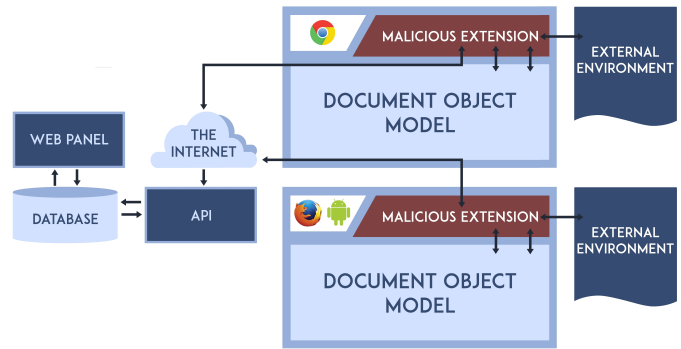 MALICIOUS EXTENSION
EXTERNAL
ENVIRONMENT
DOCUMENT OBJECT
MODEL
THE
INTERNET
WEB PANEL
DATABASE
API
MALICIOUS EXTENSION
EXTERNAL
ENVIRONMENT
DOCUMENT OBJECT
MODEL